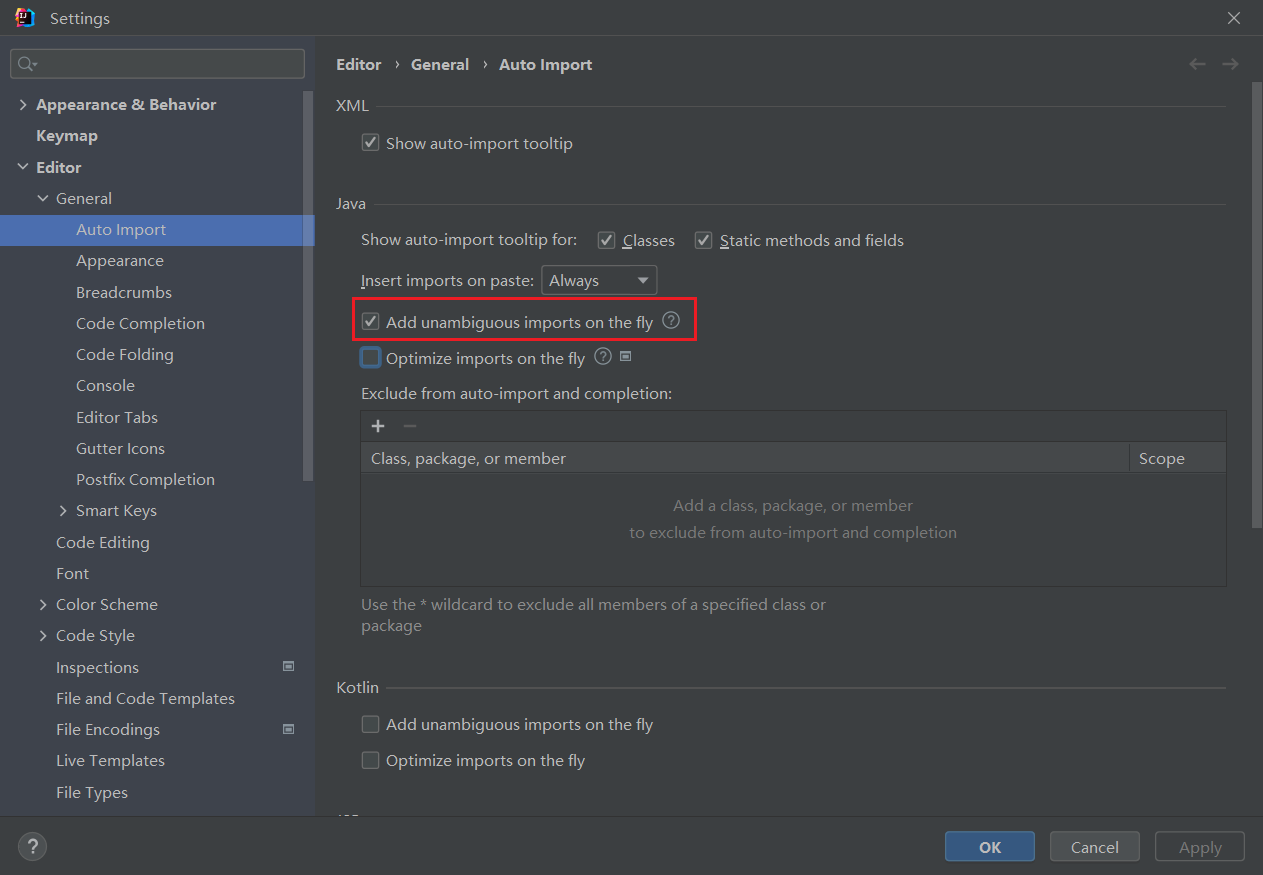 Settings
Editor › General › Auto Import
Appearance & Behavior
Keymap
Editor
General
Auto Import
Appearance
Breadcrumbs
Code Completion
Code Folding
Console
Editor Tabs
Gutter Icons
Postfix Completion
Smart Keys
Code Editing
Font
Color Scheme
Code Style
Inspections
File and Code Templates
File Encodings
Live Templates
File Types
XML
Show auto-import tooltip
Java
Show auto-import tooltip for: Classes Static methods and fields
Insert imports on paste: Always
Add unambiguous imports on the fly ?
Optimize imports on the fly ?
Exclude from auto-import and completion:
Class, package, or member Scope
Add a class, package, or member
to exclude from auto-import and completion
Use the * wildcard to exclude all members of a specified class or
package
Kotlin
Add unambiguous imports on the fly
Optimize imports on the fly
? OK Cancel Apply